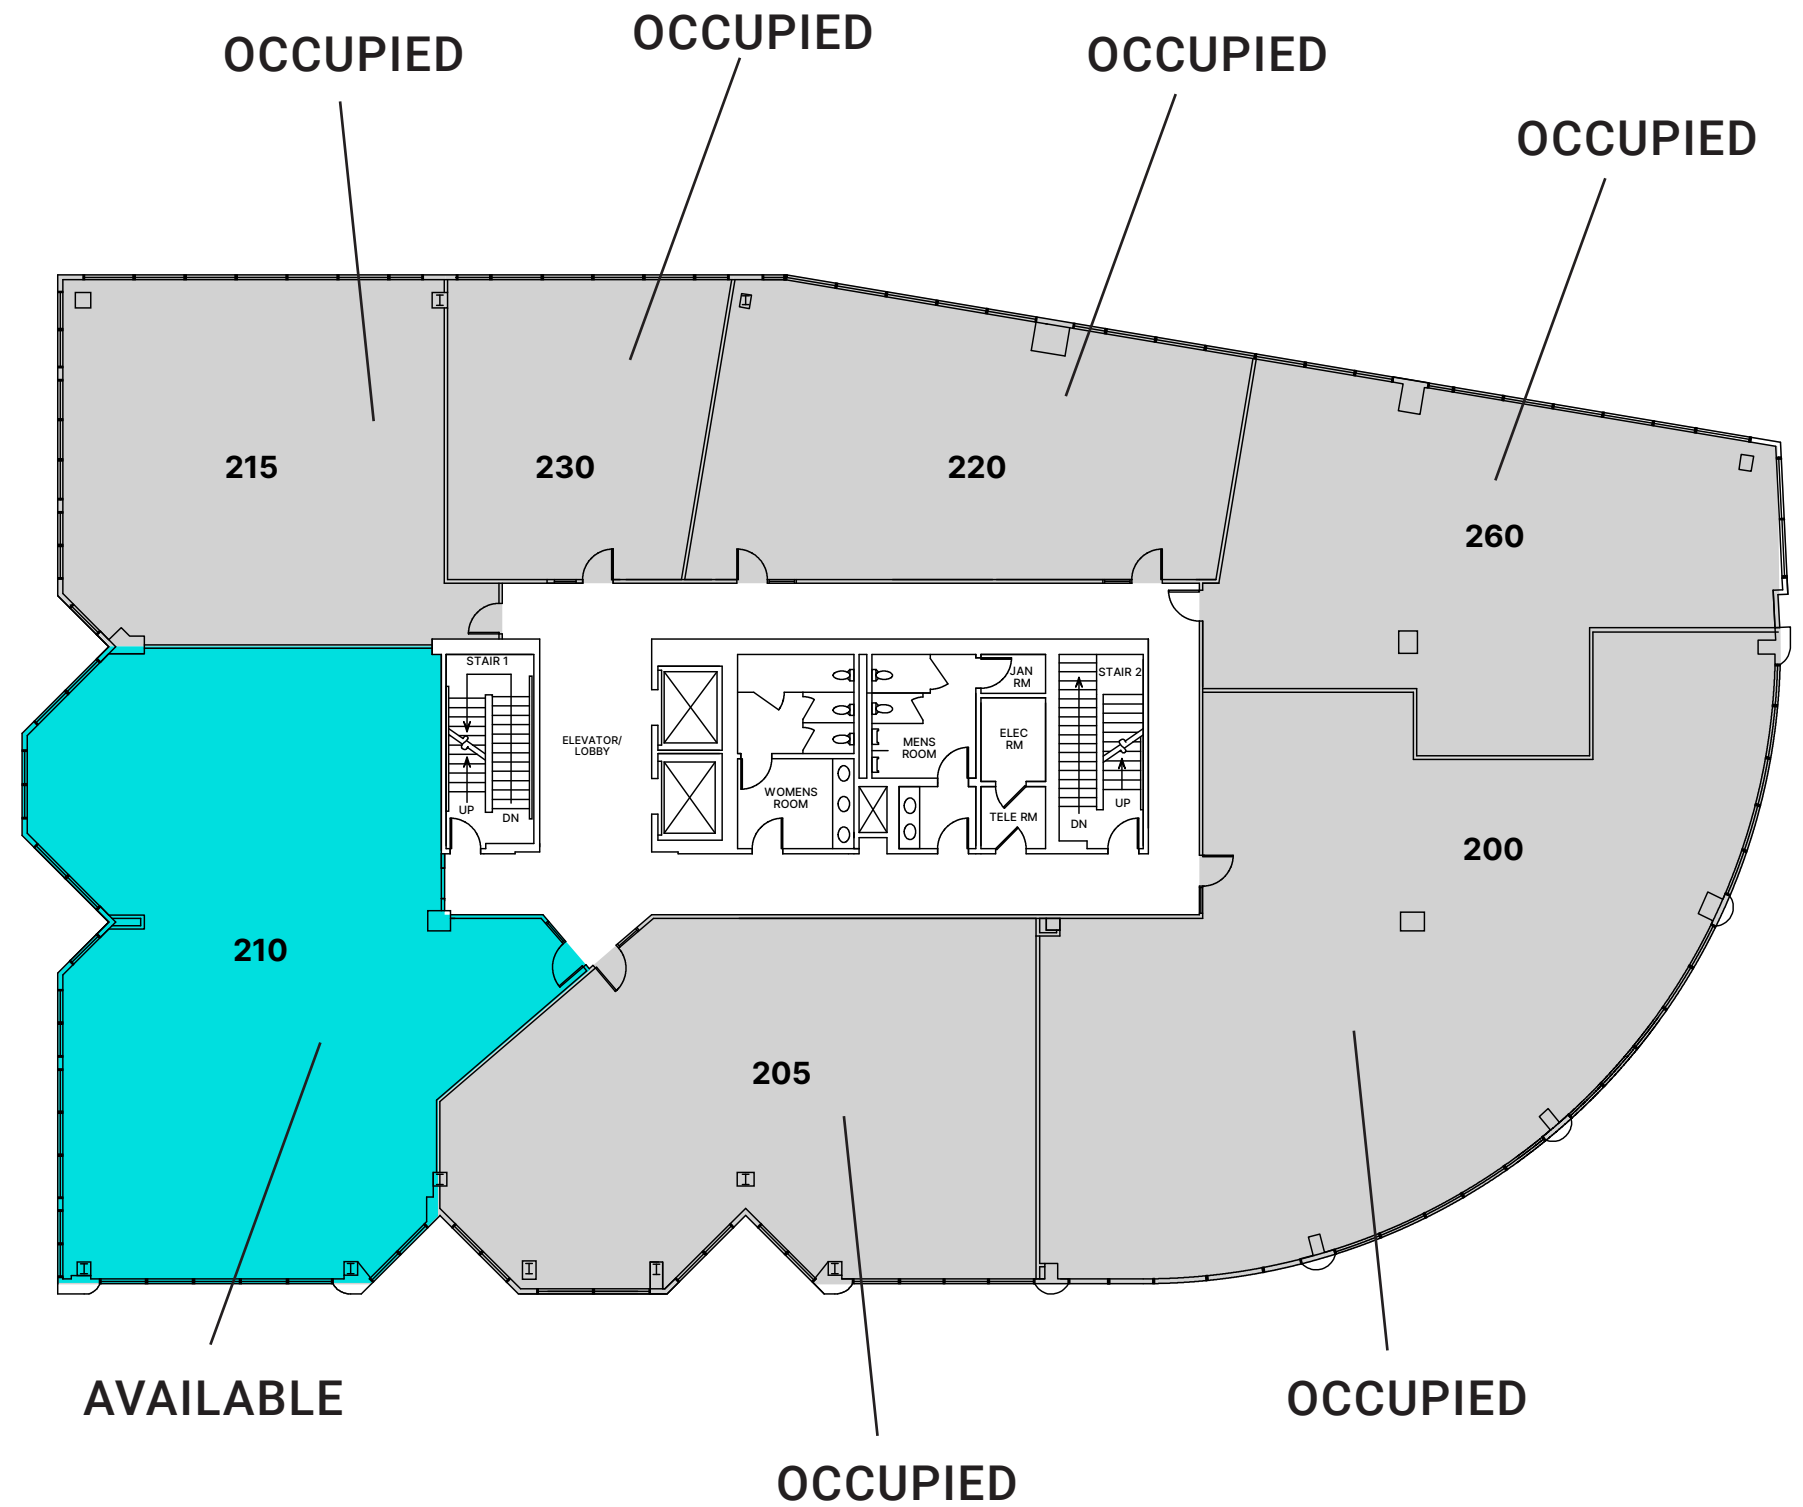 OCCUPIED
OCCUPIED
OCCUPIED
OCCUPIED
215
230
220
260
STAIR 1
UP
DN
ELEVATOR/
LOBBY
WOMENS
ROOM
MENS
ROOM
JAN
RM
ELEC
RM
TELE RM
STAIR 2
UP
DN
200
210
205
AVAILABLE
OCCUPIED
OCCUPIED